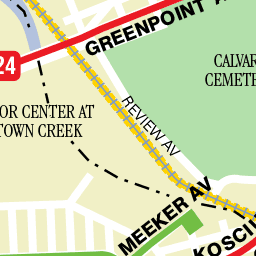 GREENPOINT A
CALVAR
CEMETE
24
OR CENTER AT
TOWN CREEK
REVIEW AV
MEEKER AV
KOSCI